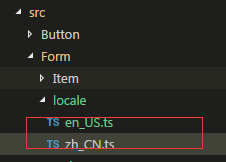 src
Button
Form
Item
locale
TS en_US.ts
TS zh_CN.ts